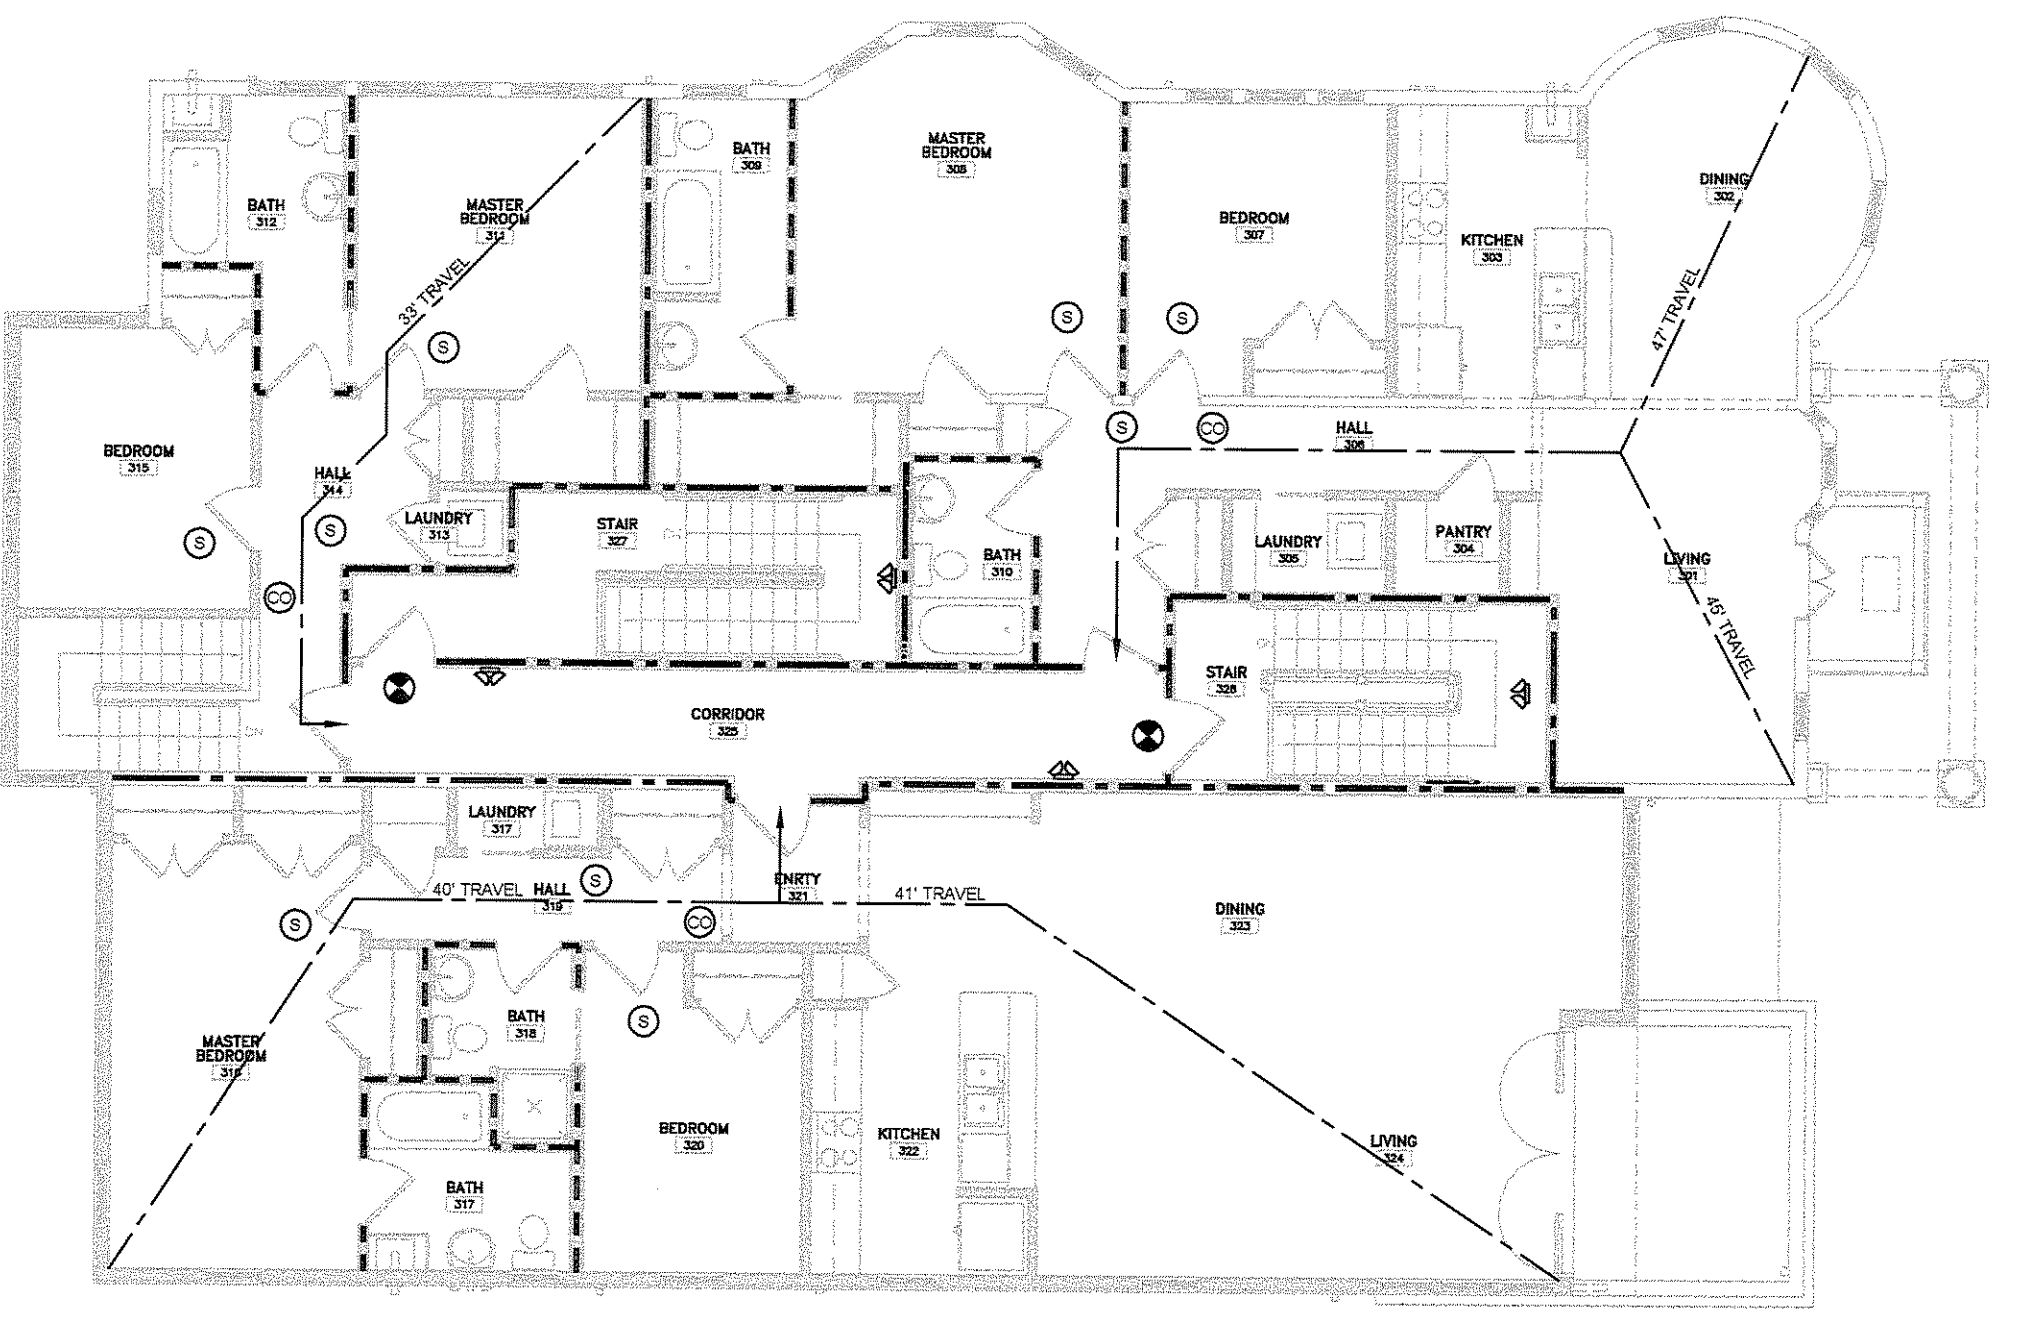 BATH
312
MASTER
BEDROOM
311
33' TRAVEL
BATH
309
MASTER
BEDROOM
308
BEDROOM
307
KITCHEN
303
DINING
302
47' TRAVEL
S
S
S
BEDROOM
315
HALL
314
S
S
CO
LAUNDRY
313
STAIR
327
BATH
310
S
CO
HALL
306
LAUNDRY
305
PANTRY
304
LIVING
301
45' TRAVEL
STAIR
328
CORRIDOR
325
LAUNDRY
317
40' TRAVEL
HALL
319
S
S
CO
ENRTY
321
41' TRAVEL
DINING
323
MASTER
BEDROOM
316
BATH
318
S
BEDROOM
320
KITCHEN
322
LIVING
324
BATH
317